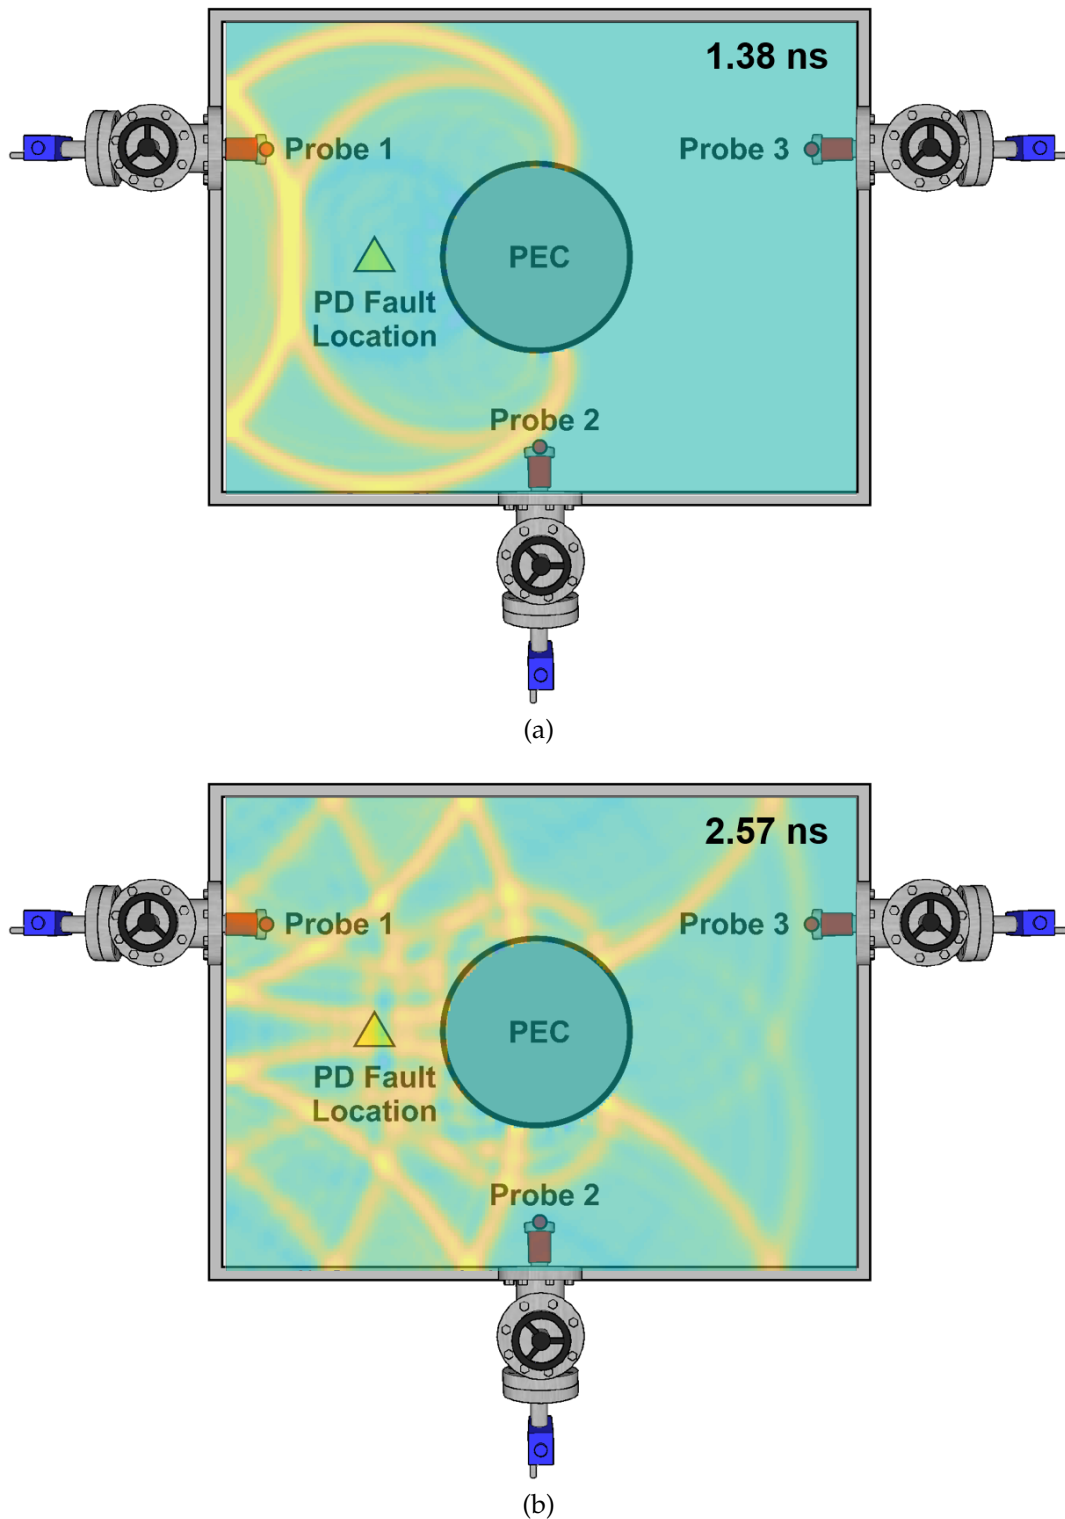 1.38 ns
Probe 1
Probe 3
PEC
PD Fault
Location
Probe 2
(a)
2.57 ns
Probe 1
Probe 3
PEC
PD Fault
Location
Probe 2
(b)